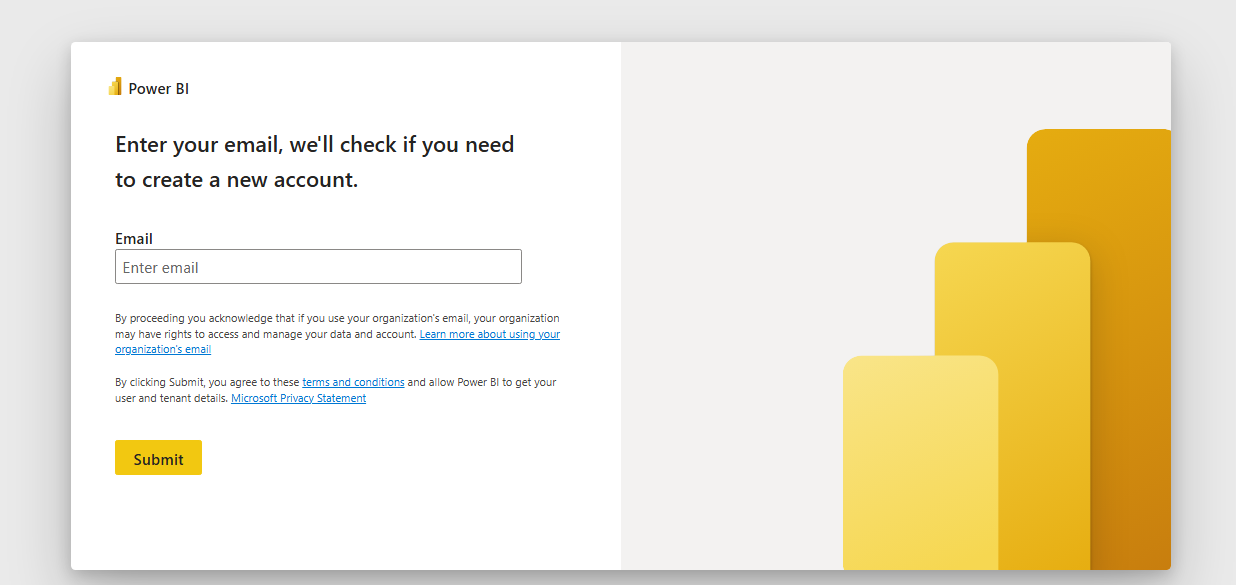 Power BI
Enter your email, we'll check if you need
to create a new account.
Email
Enter email
By proceeding you acknowledge that if you use your organization's email, your organization
may have rights to access and manage your data and account. Learn more about using your
organization's email
By clicking Submit, you agree to these terms and conditions and allow Power BI to get your
user and tenant details. Microsoft Privacy Statement
Submit